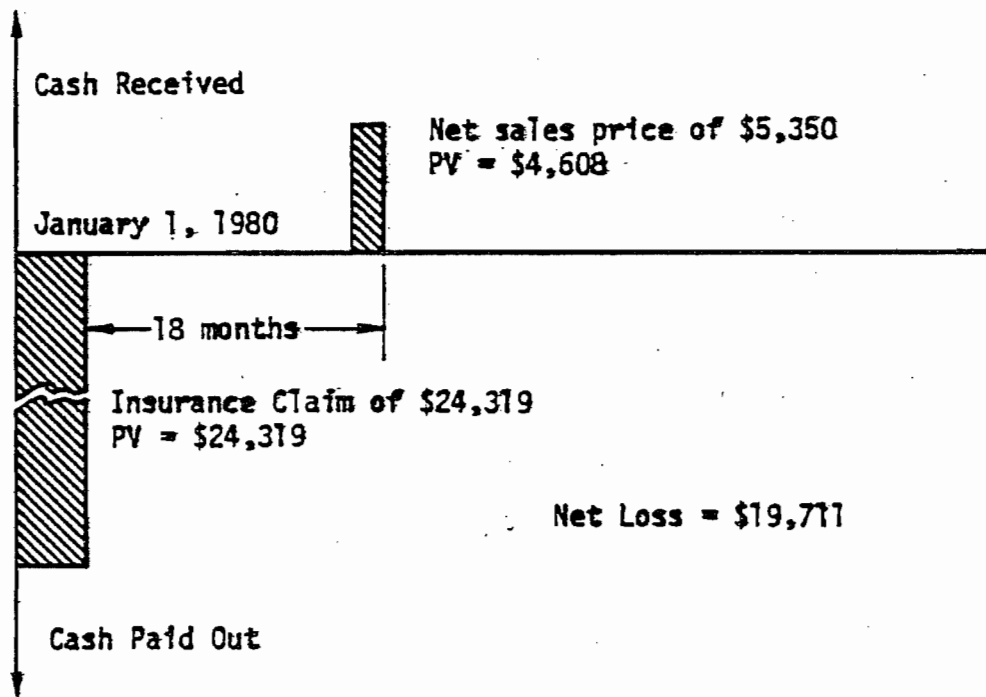 Cash Received
Net sales price of $5,350
PV = $4,608
January 1, 1980
18 months
Insurance Claim of $24,319
PV = $24,319
Net Loss = $19,711
Cash Paid Out